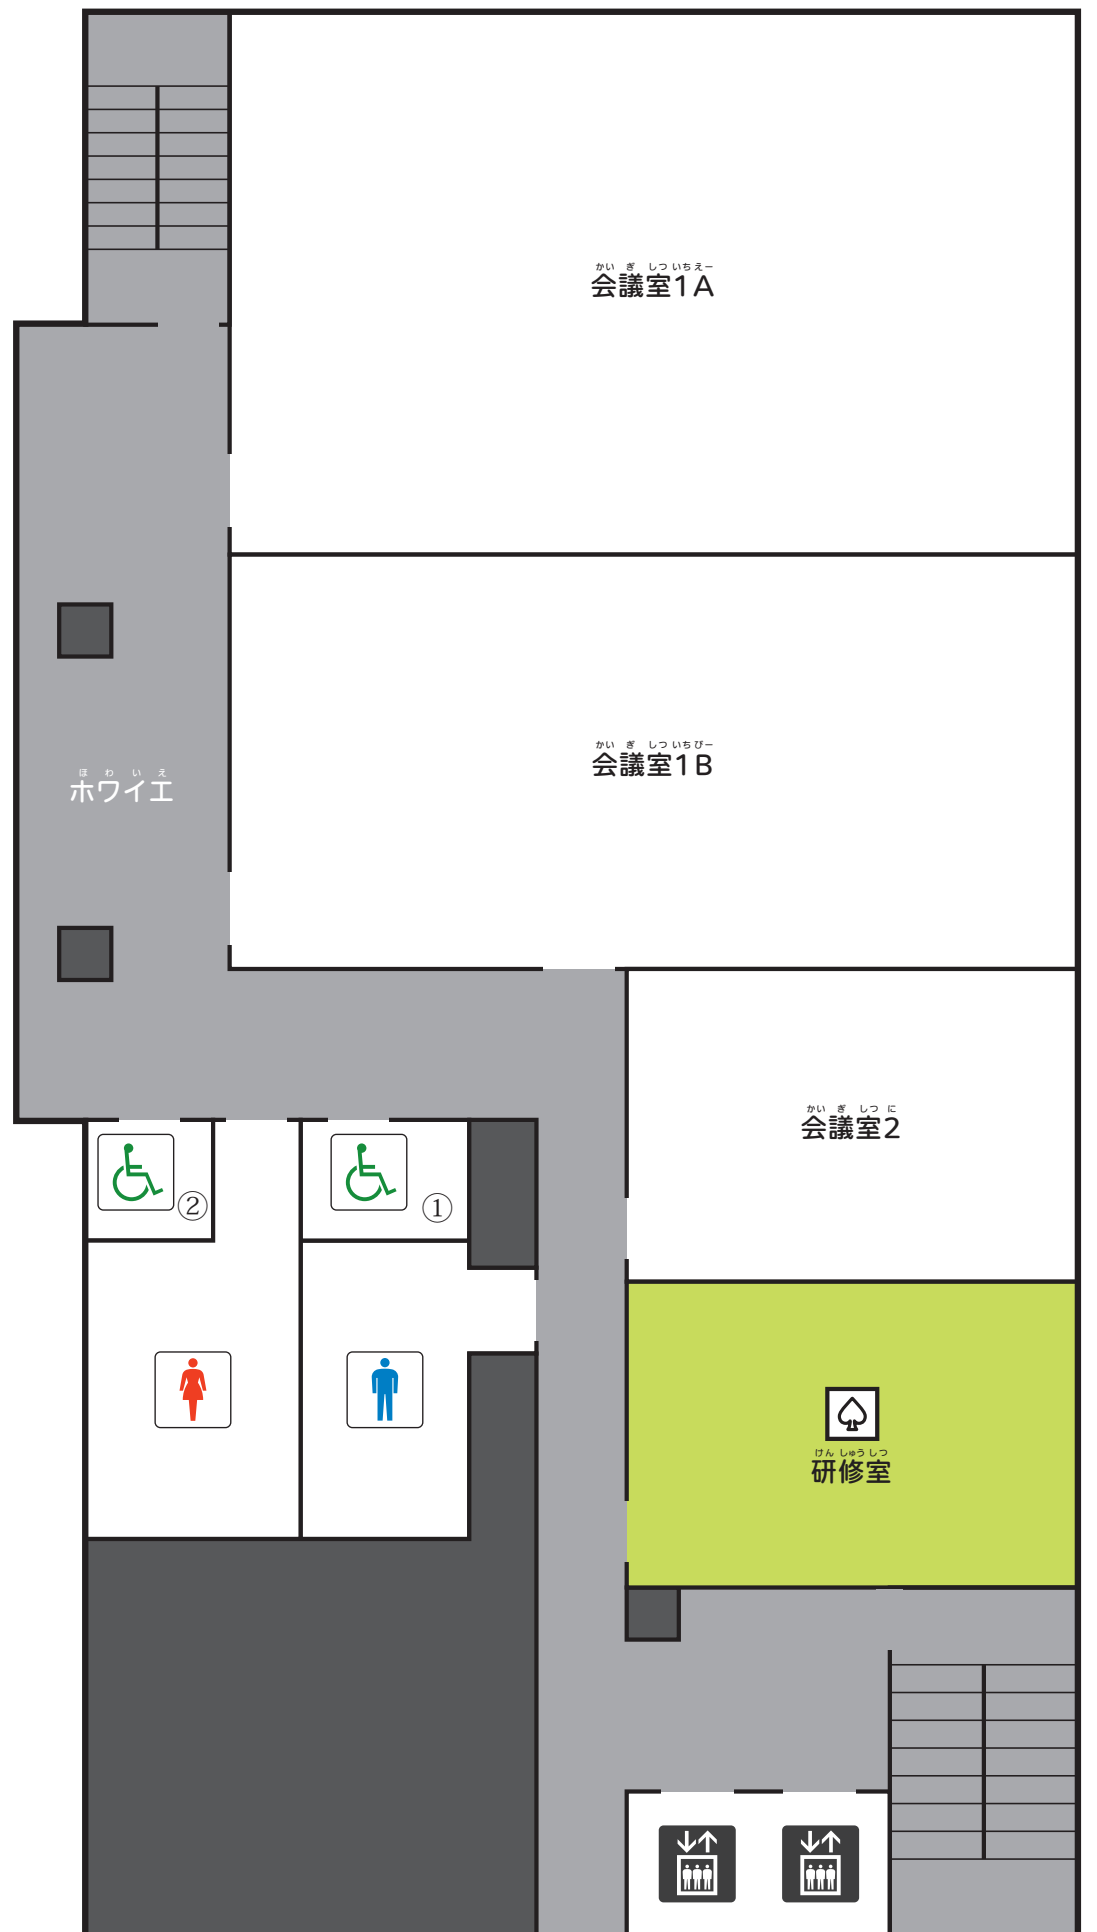 かい ぎ しつ いち えー
会議室1A
かい ぎ しつ いち びー
会議室1B
ほ わ い え
ホワイエ
かい ぎ しつ に
会議室2
②
①
けん しゅう しつ
研修室